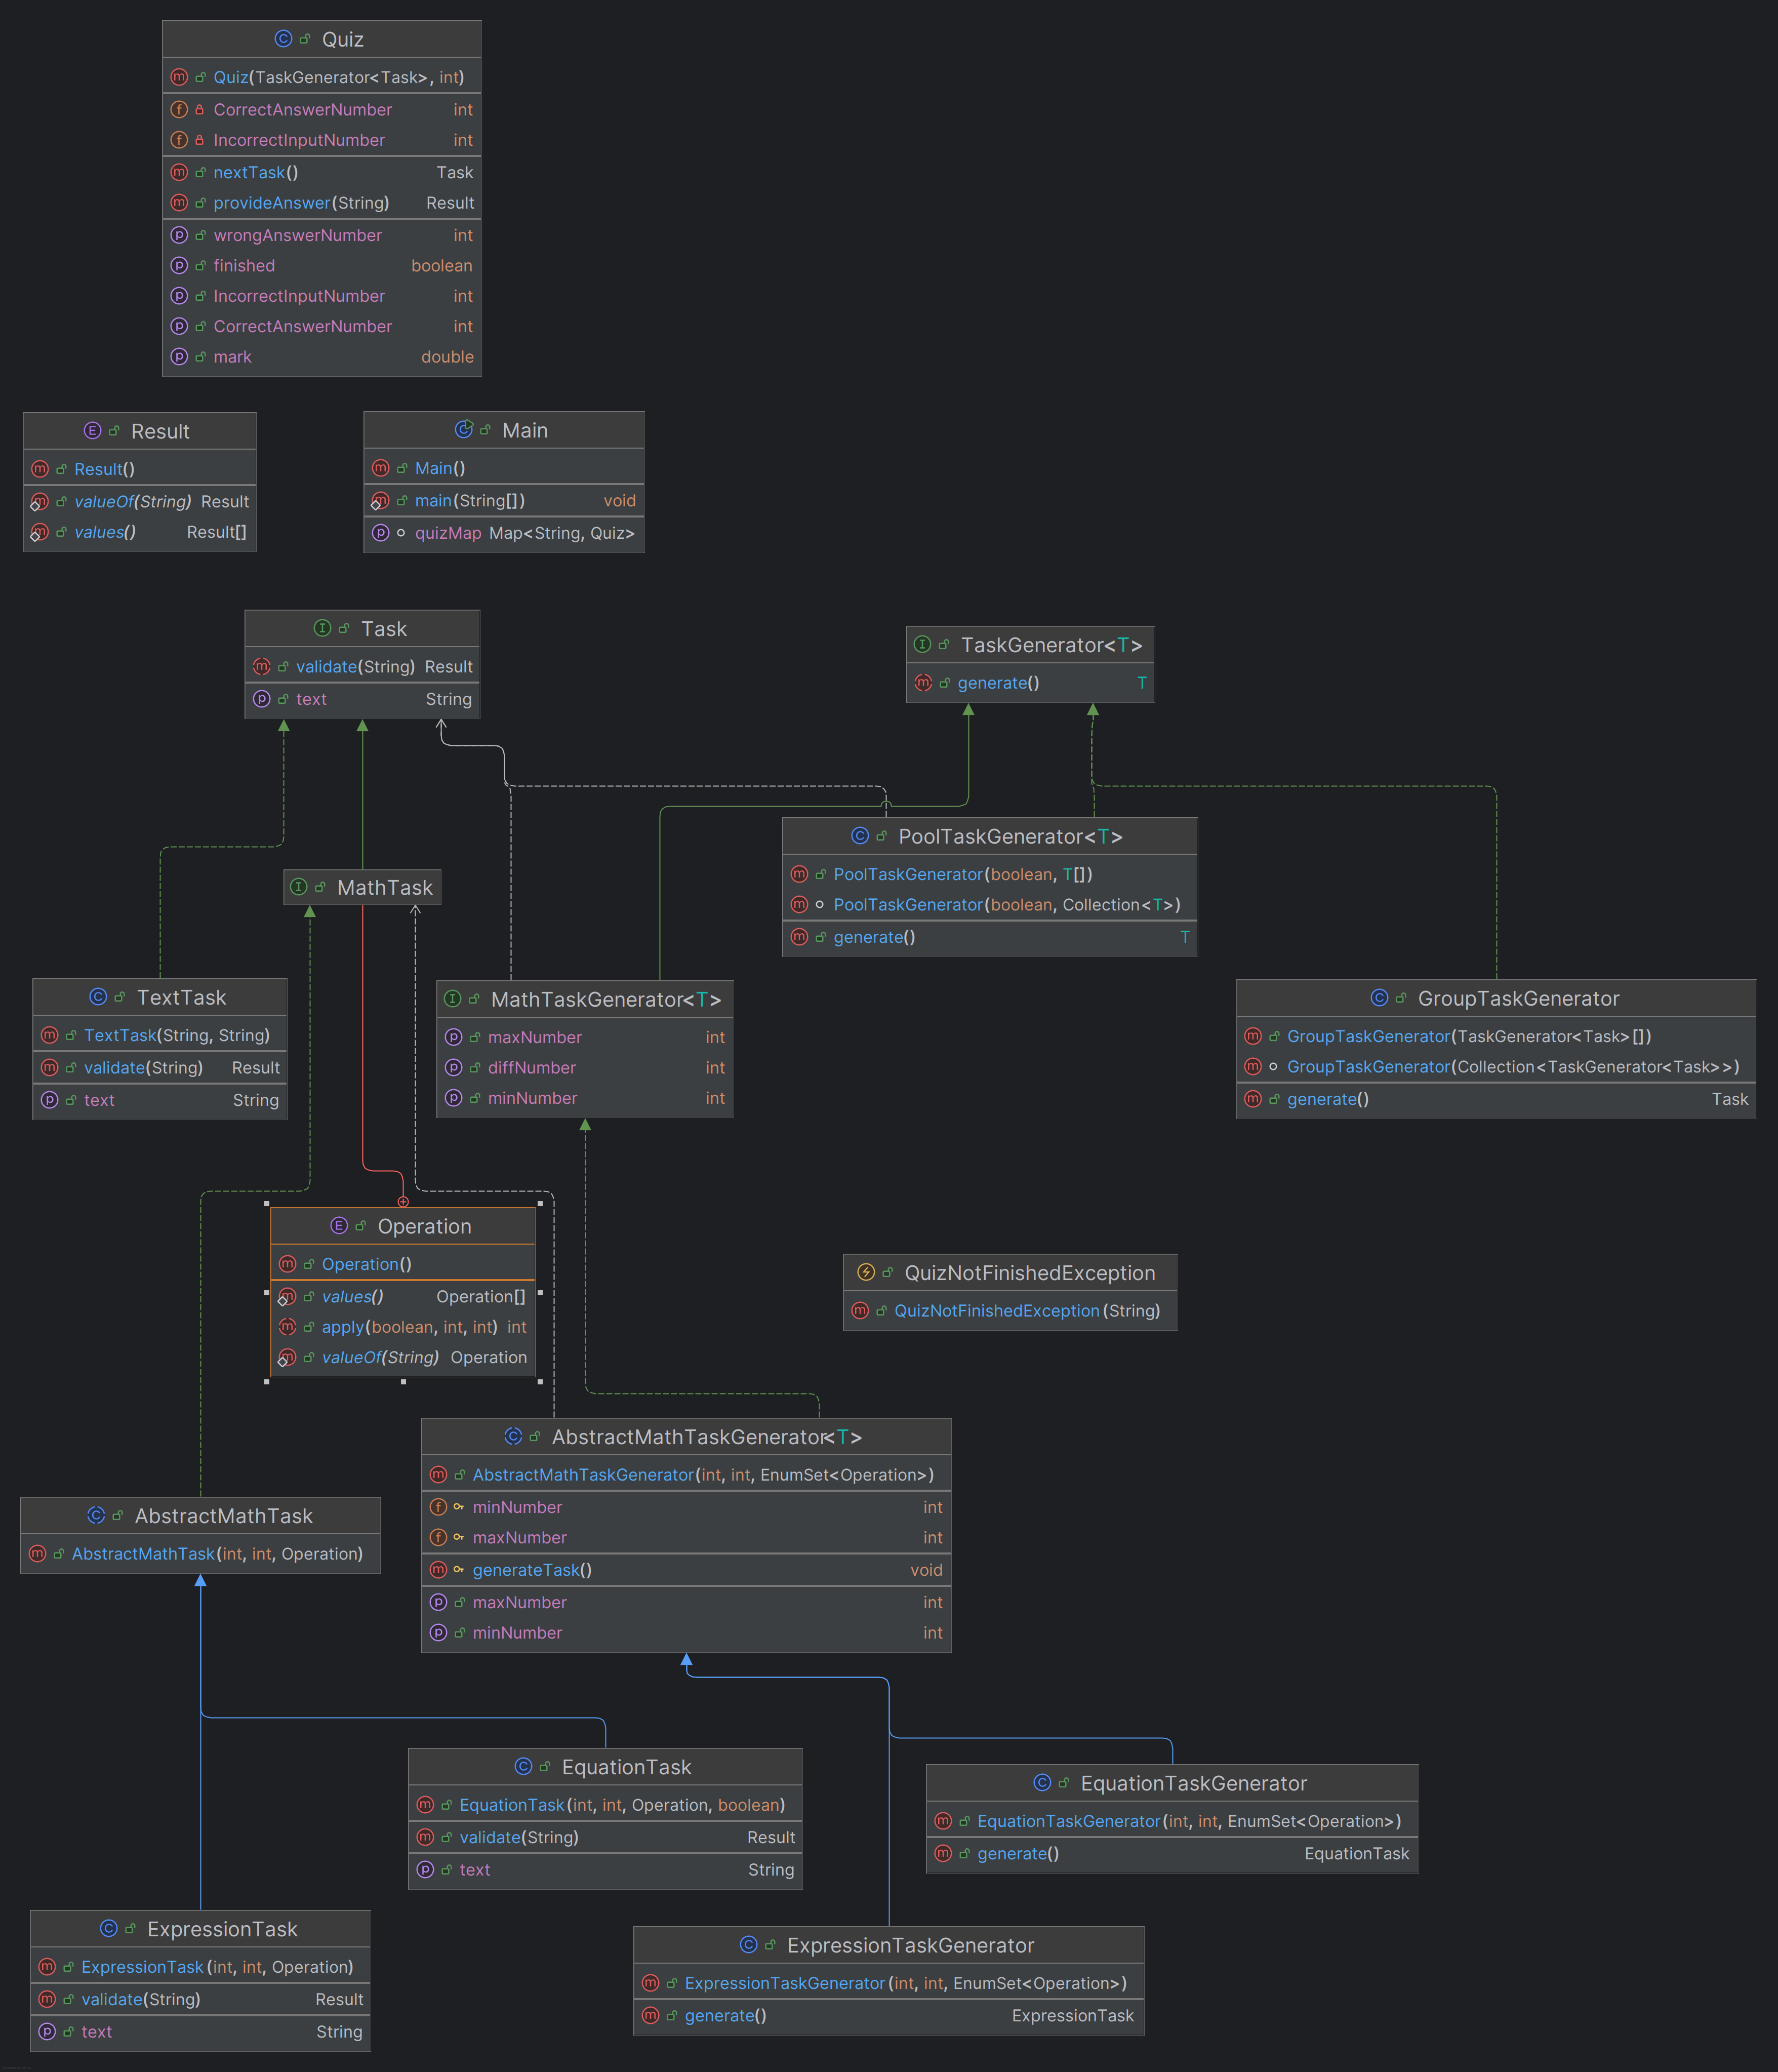 Quiz
Quiz(TaskGenerator<Task>, int)
CorrectAnswerNumber int
IncorrectInputNumber int
nextTask() Task
provideAnswer(String) Result
wrongAnswerNumber int
finished boolean
IncorrectInputNumber int
CorrectAnswerNumber int
mark double
Result
Result()
valueOf(String) Result
values() Result[]
Main
Main()
main(String[]) void
quizMap Map<String, Quiz>
Task
validate(String) Result
text String
TaskGenerator<T>
generate() T
PoolTaskGenerator<T>
PoolTaskGenerator(boolean, T[])
PoolTaskGenerator(boolean, Collection<T>)
generate() T
MathTask
TextTask
TextTask(String, String)
validate(String) Result
text String
MathTaskGenerator<T>
maxNumber int
diffNumber int
minNumber int
GroupTaskGenerator
GroupTaskGenerator(TaskGenerator<Task>[])
GroupTaskGenerator(Collection<TaskGenerator<Task>>)
generate() Task
Operation
Operation()
values() Operation[]
apply(boolean, int, int) int
valueOf(String) Operation
QuizNotFinishedException
QuizNotFinishedException(String)
AbstractMathTaskGenerator<T>
AbstractMathTaskGenerator(int, int, EnumSet<Operation>)
minNumber int
maxNumber int
generateTask() void
maxNumber int
minNumber int
AbstractMathTask
AbstractMathTask(int, int, Operation)
EquationTask
EquationTask(int, int, Operation, boolean)
validate(String) Result
text String
EquationTaskGenerator
EquationTaskGenerator(int, int, EnumSet<Operation>)
generate() EquationTask
ExpressionTask
ExpressionTask(int, int, Operation)
validate(String) Result
text String
ExpressionTaskGenerator
ExpressionTaskGenerator(int, int, EnumSet<Operation>)
generate() ExpressionTask